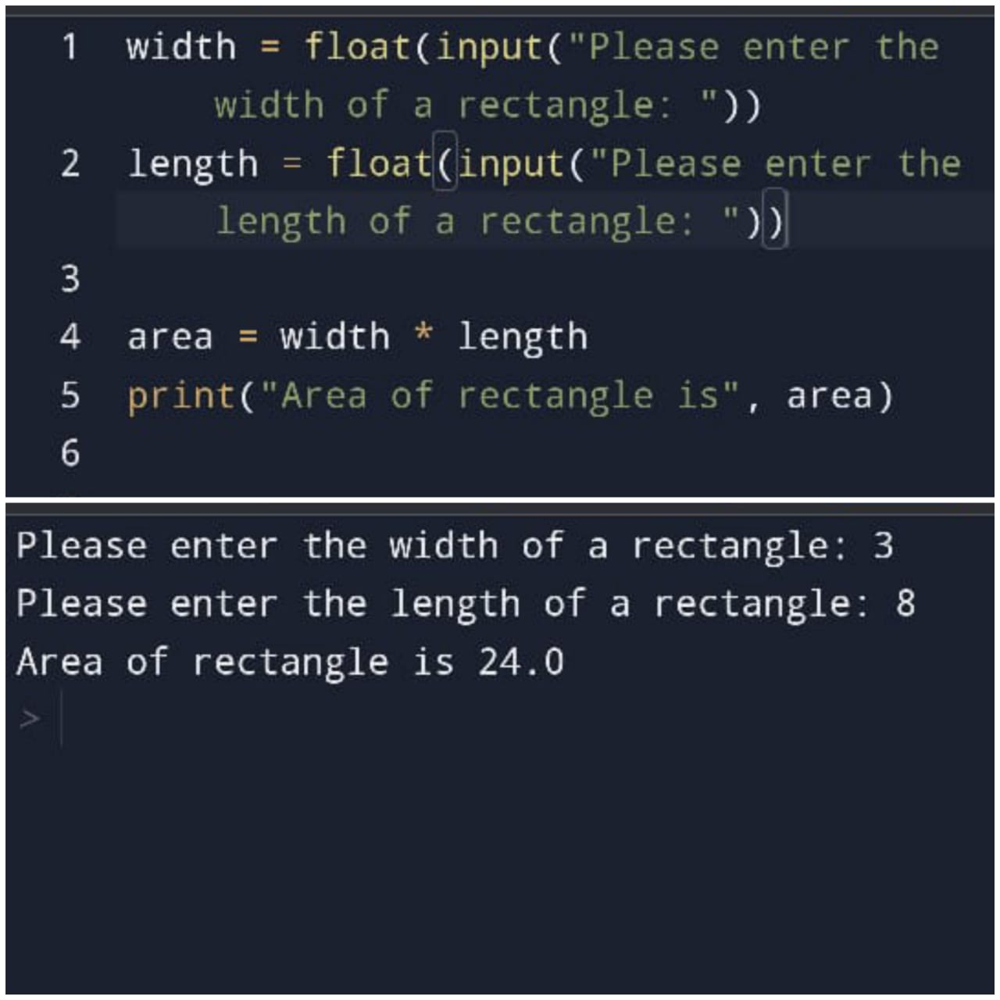 1 width = float(input("Please enter the
width of a rectangle: "))
2 length = float(input("Please enter the
length of a rectangle: "))
3
4 area = width * length
5 print("Area of rectangle is", area)
6
Please enter the width of a rectangle: 3
Please enter the length of a rectangle: 8
Area of rectangle is 24.0
>